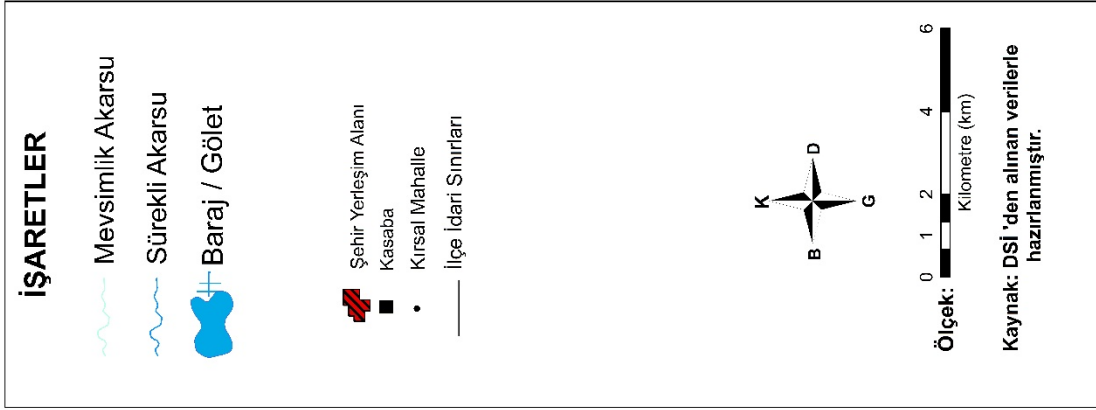 İŞARETLER
Mevsimlik Akarsu
Sürekli Akarsu
Baraj / Gölet
Şehir Yerleşim Alanı
Kasaba
Kırsal Mahalle
İlçe İdari Sınırları
K
B D
G
Ölçek:
0 1 2 4 6
Kilometre (km)
Kaynak: DSİ 'den alınan verilerle
hazırlanmıştır.